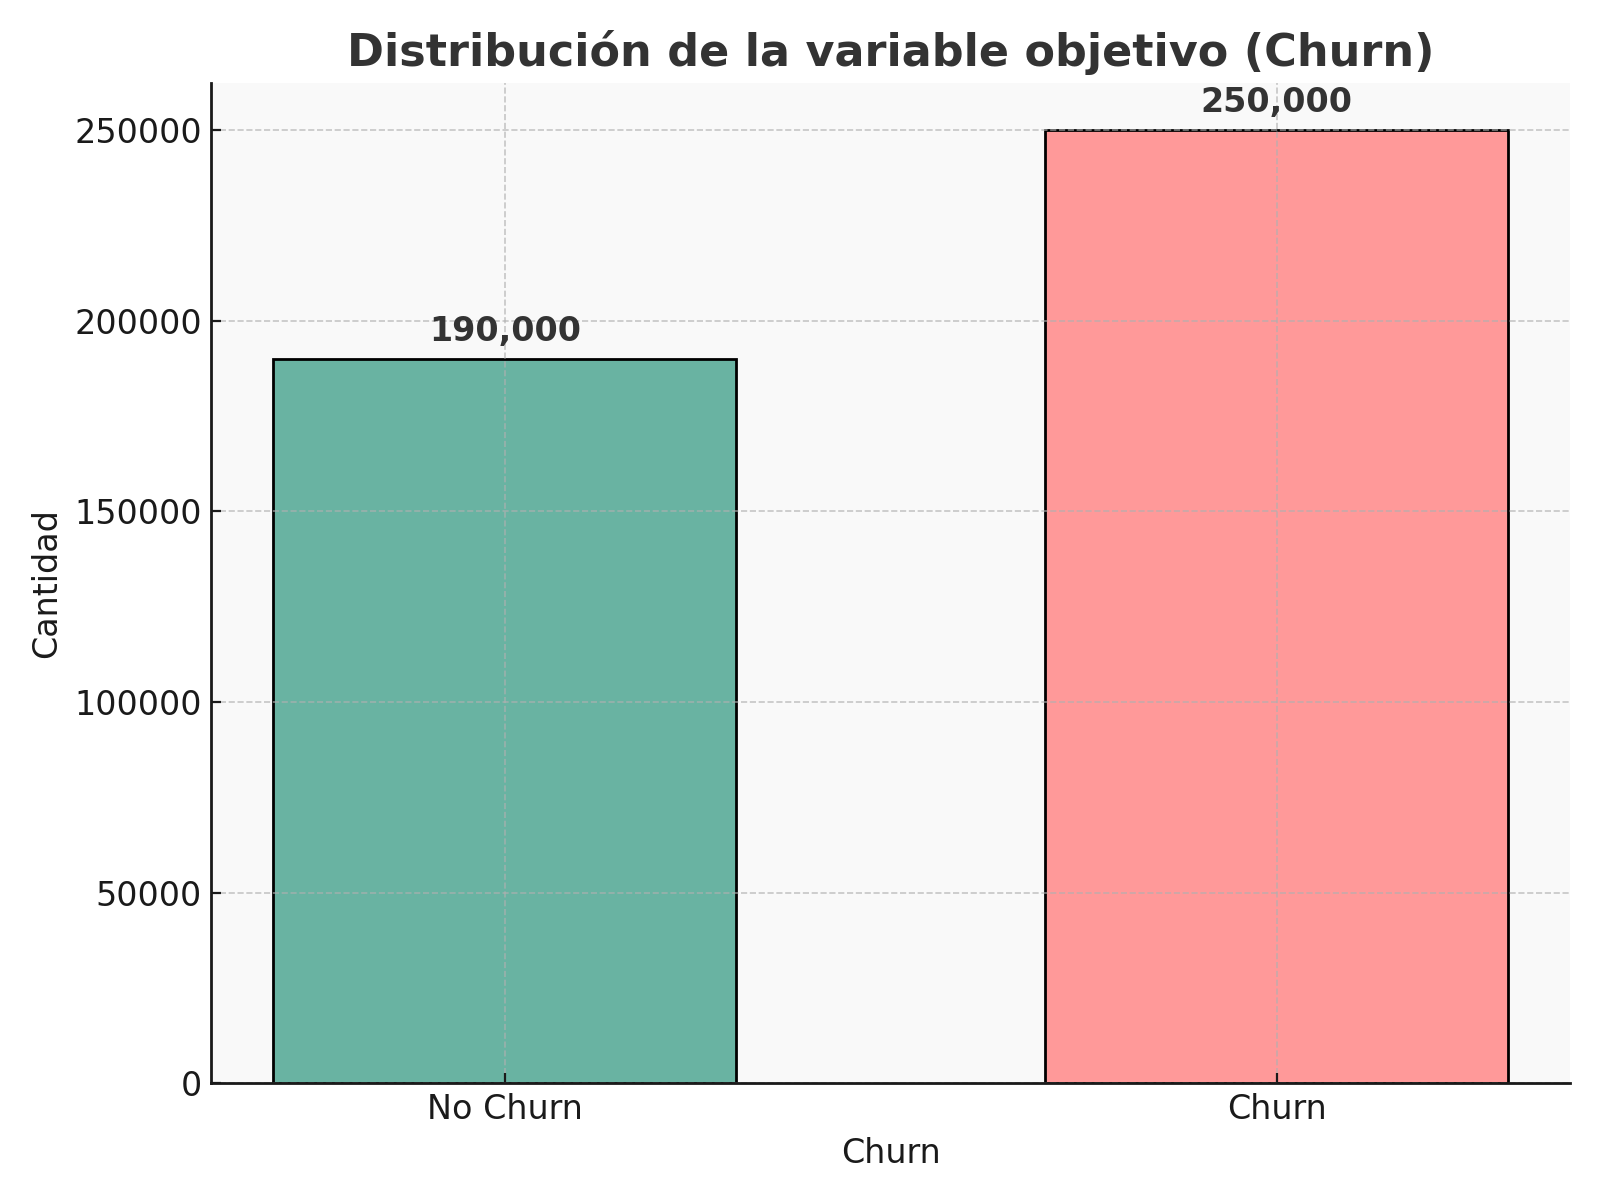 Distribución de la variable objetivo (Churn)
250,000
250000
200000
190,000
150000
100000
50000
0
Cantidad
No Churn
Churn
Churn